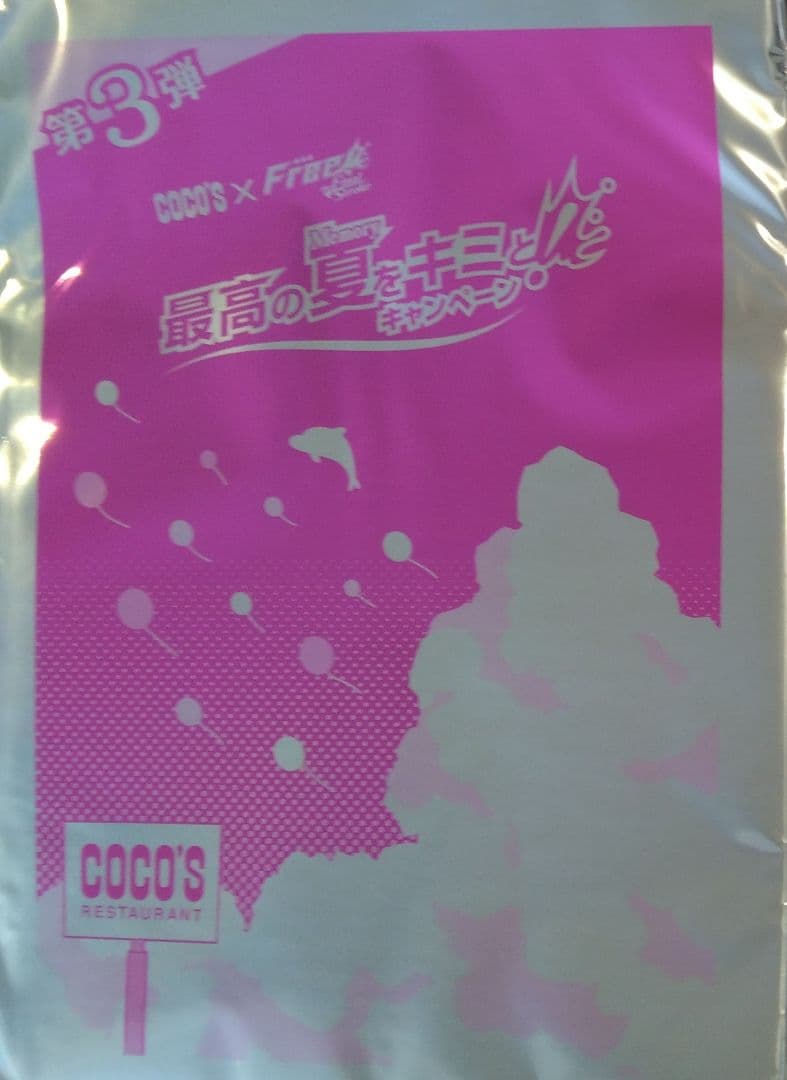 第3弾
COCO'S × Free!
Memory
最高の夏をキミと!!
キャンペーン
COCO'S
RESTAURANT